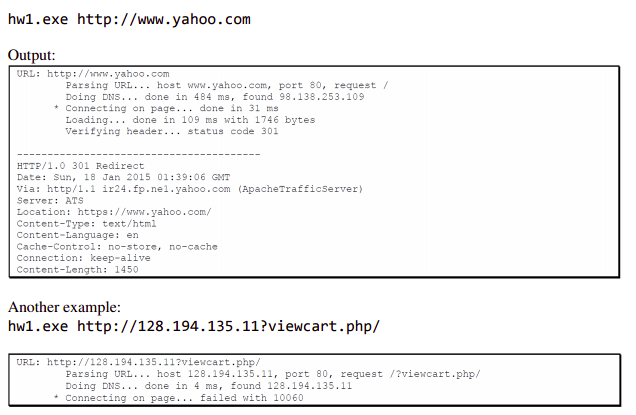 hw1.exe http://www.yahoo.com
Output:
URL: http://www.yahoo.com
Parsing URL... host www.yahoo.com, port 80, request /
Doing DNS... done in 484 ms, found 98.138.253.109
* Connecting on page... done in 31 ms
Loading... done in 109 ms with 1746 bytes
Verifying header... status code 301
----------------------------------------
HTTP/1.0 301 Redirect
Date: Sun, 18 Jan 2015 01:39:06 GMT
Via: http/1.1 ir24.fp.ne1.yahoo.com (ApacheTrafficServer)
Server: ATS
Location: https://www.yahoo.com/
Content-Type: text/html
Content-Language: en
Cache-Control: no-store, no-cache
Connection: keep-alive
Content-Length: 1450
Another example:
hw1.exe http://128.194.135.11?viewcart.php/
URL: http://128.194.135.11?viewcart.php/
Parsing URL... host 128.194.135.11, port 80, request /?viewcart.php/
Doing DNS... done in 4 ms, found 128.194.135.11
* Connecting on page... failed with 10060